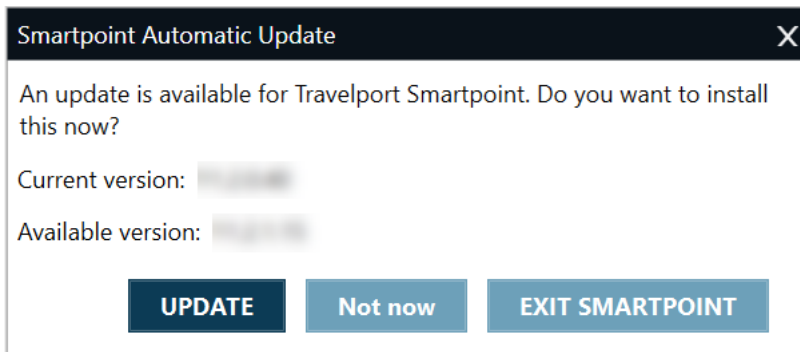 Smartpoint Automatic Update X
An update is available for Travelport Smartpoint. Do you want to install
this now?
Current version:
Available version:
UPDATE Not now EXIT SMARTPOINT